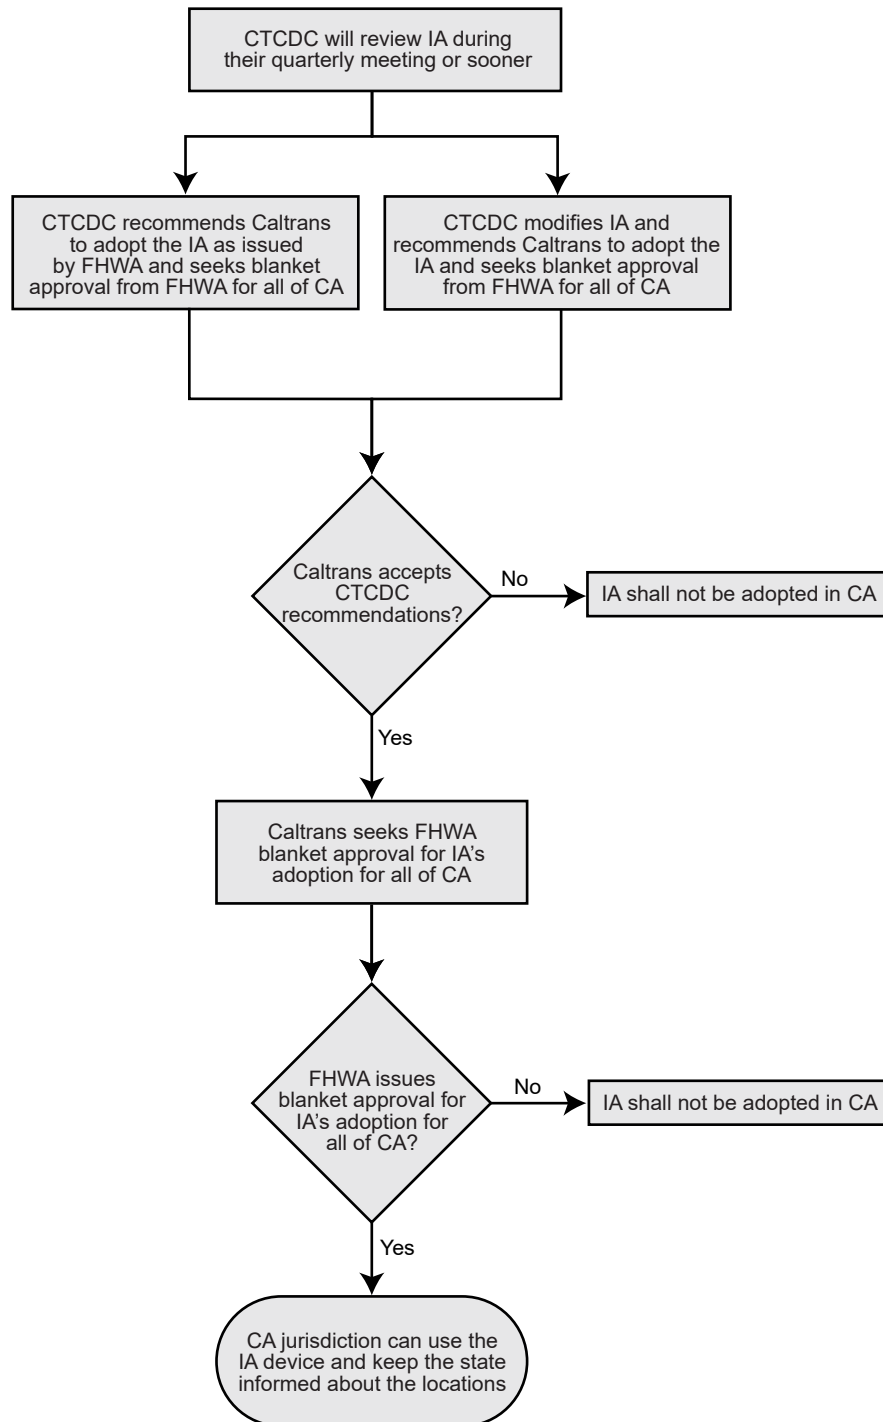 CTCDC will review IA during
their quarterly meeting or sooner
CTCDC recommends Caltrans
to adopt the IA as issued
by FHWA and seeks blanket
approval from FHWA for all of CA
CTCDC modifies IA and
recommends Caltrans to adopt the
IA and seeks blanket approval
from FHWA for all of CA
Caltrans accepts
CTCDC
recommendations?
No
IA shall not be adopted in CA
Yes
Caltrans seeks FHWA
blanket approval for IA’s
adoption for all of CA
FHWA issues
blanket approval for
IA’s adoption for
all of CA?
No
IA shall not be adopted in CA
Yes
CA jurisdiction can use the
IA device and keep the state
informed about the locations